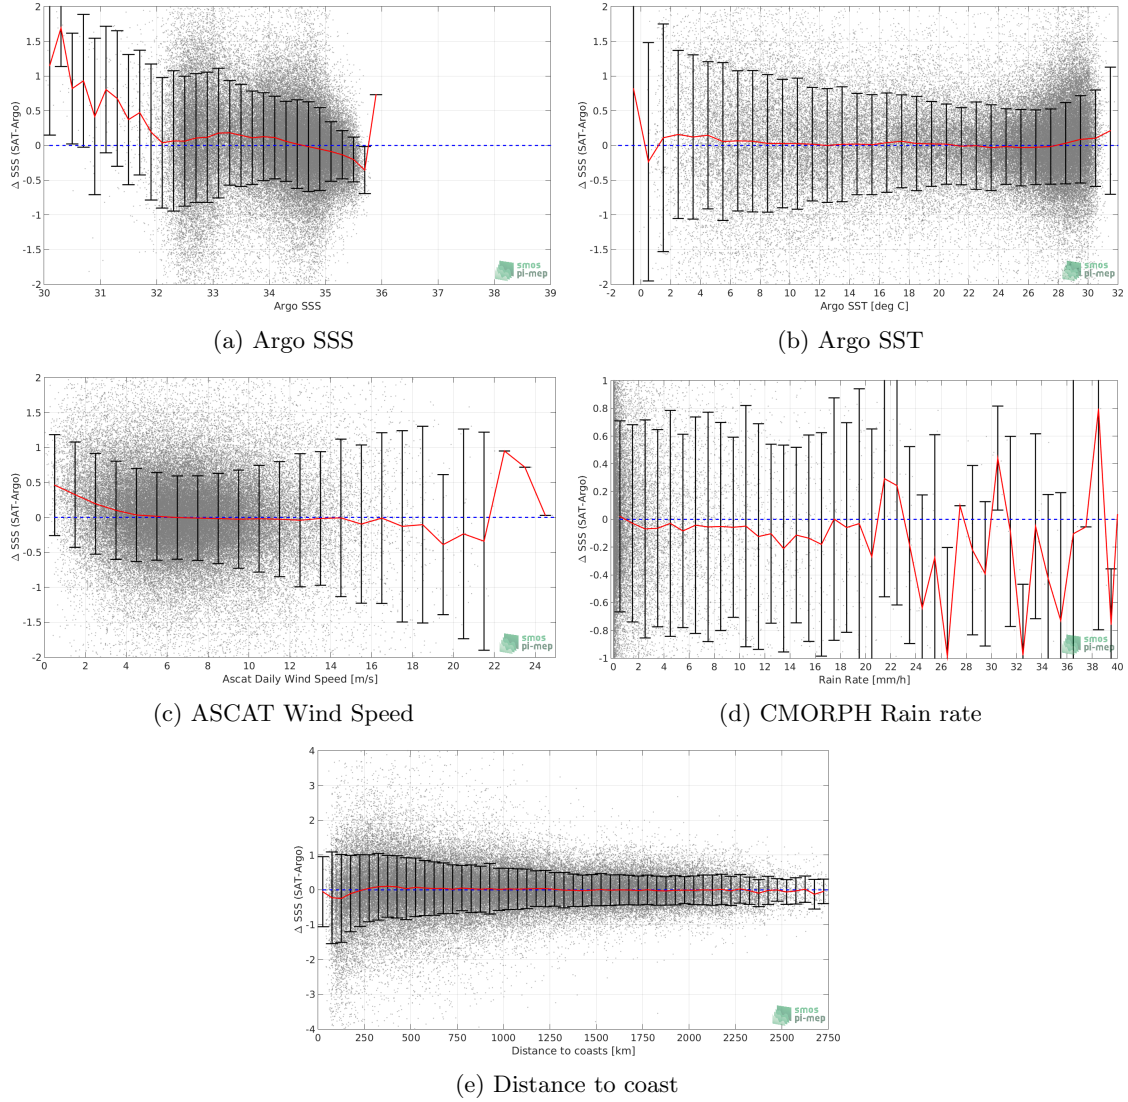 2
1.5
1
0.5
0
-0.5
-1
-1.5
-2
Δ SSS (SAT-Argo)
30 31 32 33 34 35 36 37 38 39
Argo SSS
smos
pi-mep
(a) Argo SSS
2
1.5
1
0.5
0
-0.5
-1
-1.5
-2
Δ SSS (SAT-Argo)
-2 0 2 4 6 8 10 12 14 16 18 20 22 24 26 28 30 32
Argo SST [deg C]
smos
pi-mep
(b) Argo SST
2
1.5
1
0.5
0
-0.5
-1
-1.5
-2
Δ SSS (SAT-Argo)
0 2 4 6 8 10 12 14 16 18 20 22 24
Ascat Daily Wind Speed [m/s]
smos
pi-mep
(c) ASCAT Wind Speed
1
0.8
0.6
0.4
0.2
0
-0.2
-0.4
-0.6
-0.8
-1
Δ SSS (SAT-Argo)
0 2 4 6 8 10 12 14 16 18 20 22 24 26 28 30 32 34 36 38 40
Rain Rate [mm/h]
smos
pi-mep
(d) CMORPH Rain rate
4
3
2
1
0
-1
-2
-3
-4
Δ SSS (SAT-Argo)
0 250 500 750 1000 1250 1500 1750 2000 2250 2500 2750
Distance to coasts [km]
smos
pi-mep
(e) Distance to coast